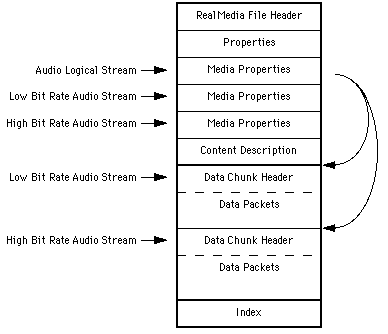 RealMedia File Header
Properties
Audio Logical Stream Media Properties
Low Bit Rate Audio Stream Media Properties
High Bit Rate Audio Stream Media Properties
Content Description
Low Bit Rate Audio Stream Data Chunk Header
Data Packets
High Bit Rate Audio Stream Data Chunk Header
Data Packets
Index